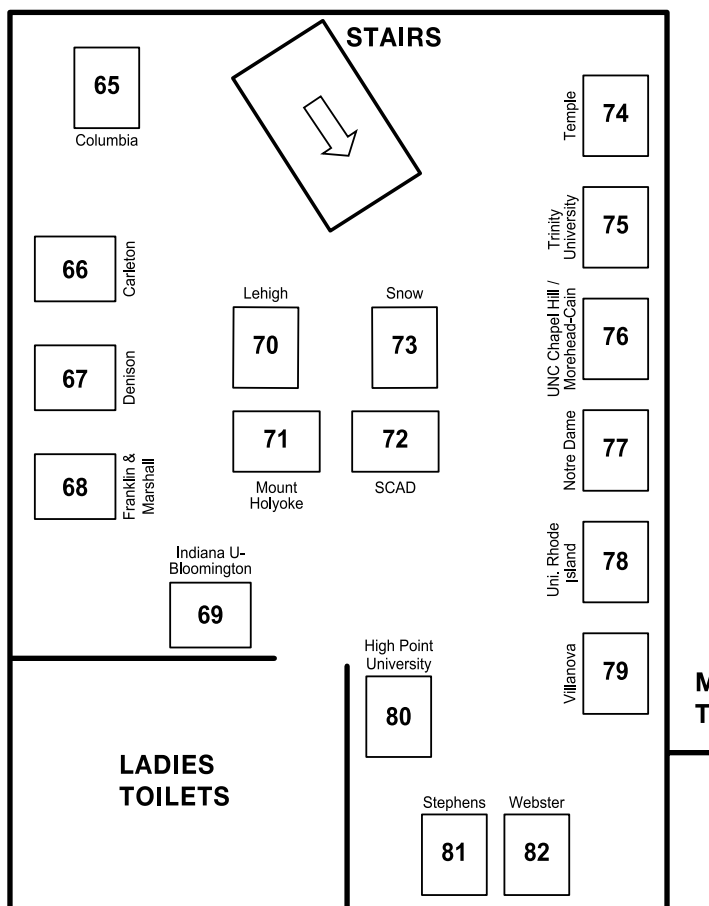 STAIRS
65
Columbia
74
Temple
66
Carleton
75
Trinity
University
Lehigh
70
Snow
73
76
UNC Chapel Hill /
Morehead-Cain
67
Denison
71
Mount
Holyoke
72
SCAD
77
Notre Dame
68
Franklin &
Marshall
Indiana U-
Bloomington
69
78
Uni. Rhode
Island
High Point
University
80
79
Villanova
LADIES
TOILETS
M
T
Stephens
81
Webster
82